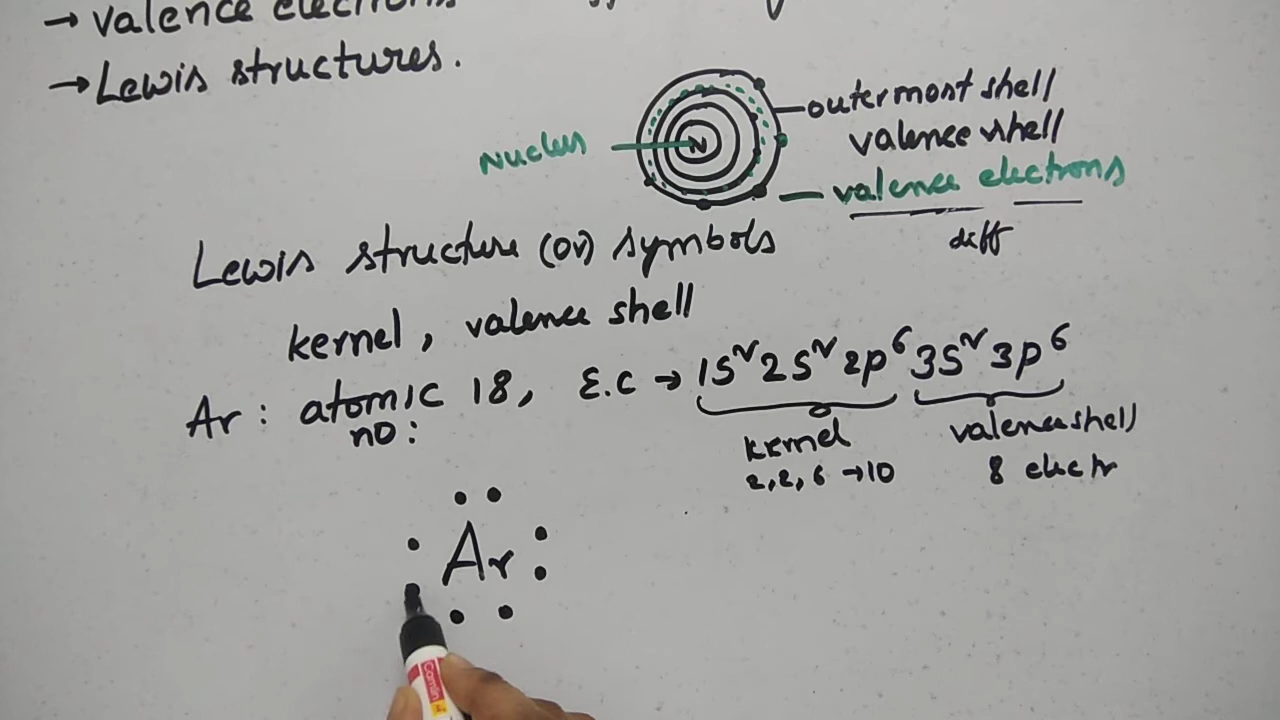 → valence electrons
→ Lewis structures.
N
Nucleus
outermost shell
valence shell
valence electrons
diff
Lewis structure (or) symbols
kernel, valence shell
Ar : atomic no: 18, E.C → 1S² 2S² 2p⁶ 3S² 3p⁶
kernel
2, 2, 6 → 10
valence shell
8 electr
Ar
Camlin